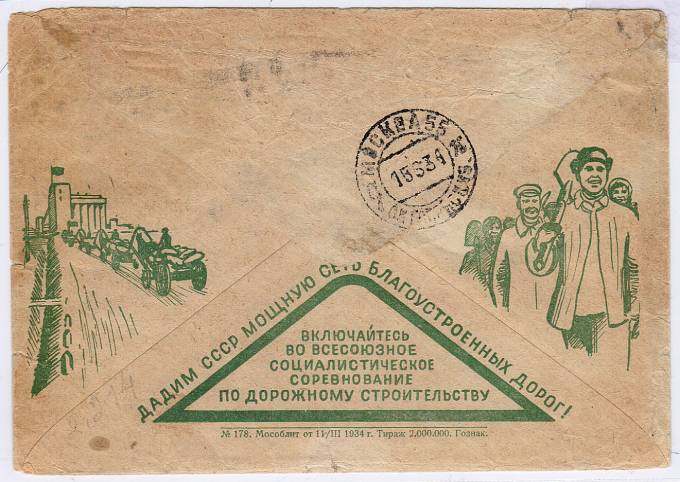 МОСКВА 55
15 6 34
ДАДИМ СССР МОЩНУЮ СЕТЬ БЛАГОУСТРОЕННЫХ ДОРОГ!
ВКЛЮЧАЙТЕСЬ
ВО ВСЕСОЮЗНОЕ
СОЦИАЛИСТИЧЕСКОЕ
СОРЕВНОВАНИЕ
ПО ДОРОЖНОМУ СТРОИТЕЛЬСТВУ
№ 178. Мособлит от 11/III 1934 г. Тираж 2.000.000. Гознак.